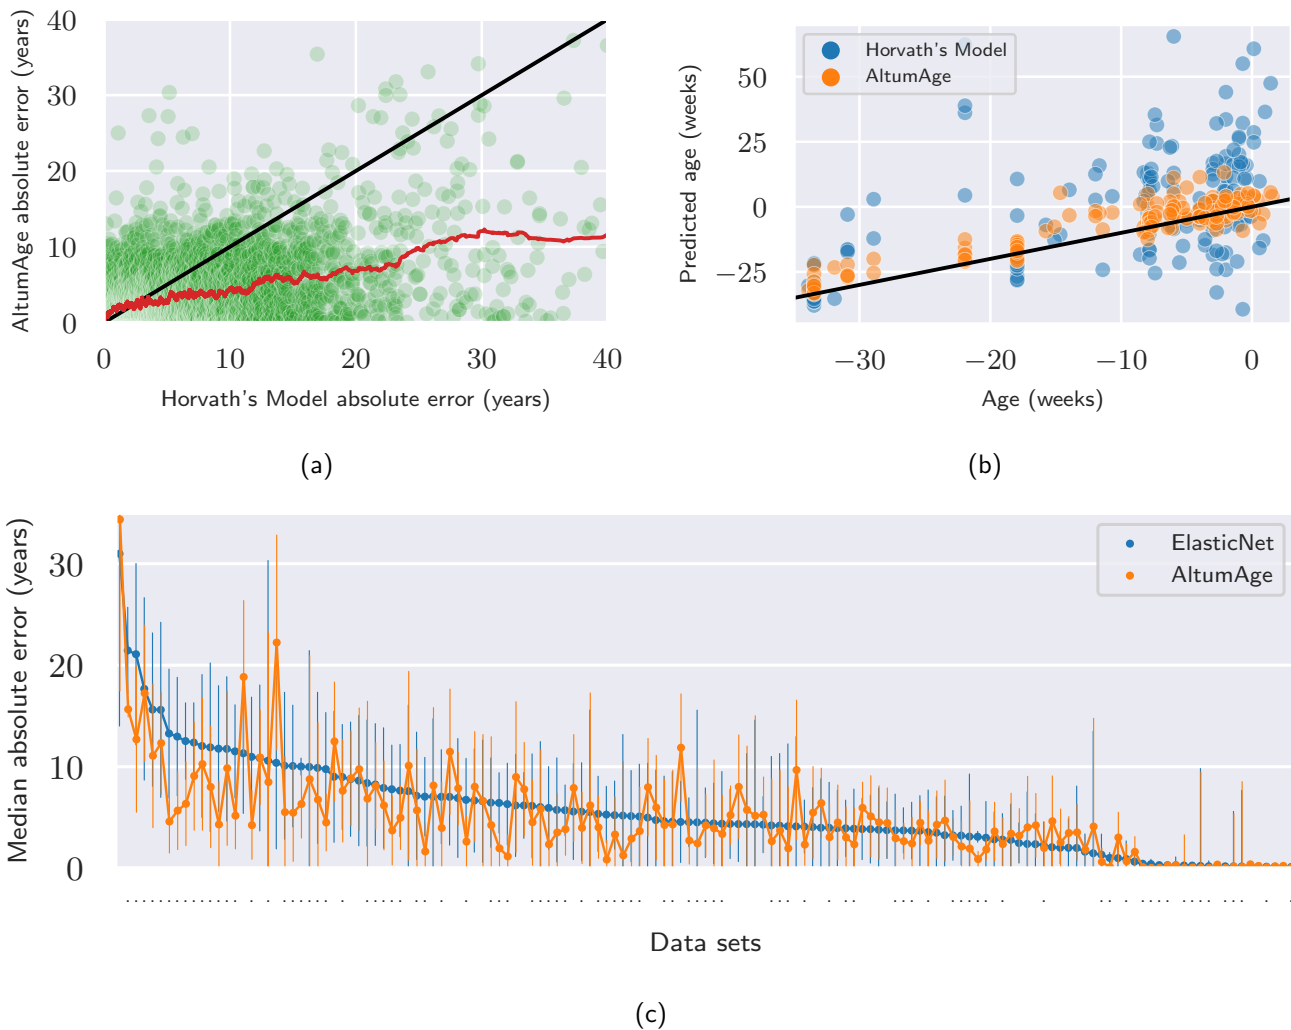 AltumAge absolute error (years)
40
30
20
10
0
0 10 20 30 40
Horvath's Model absolute error (years)
(a)
Predicted age (weeks)
50
25
0
−25
Horvath's Model
AltumAge
−30 −20 −10 0
Age (weeks)
(b)
Median absolute error (years)
30
20
10
0
ElasticNet
AltumAge
Data sets
(c)